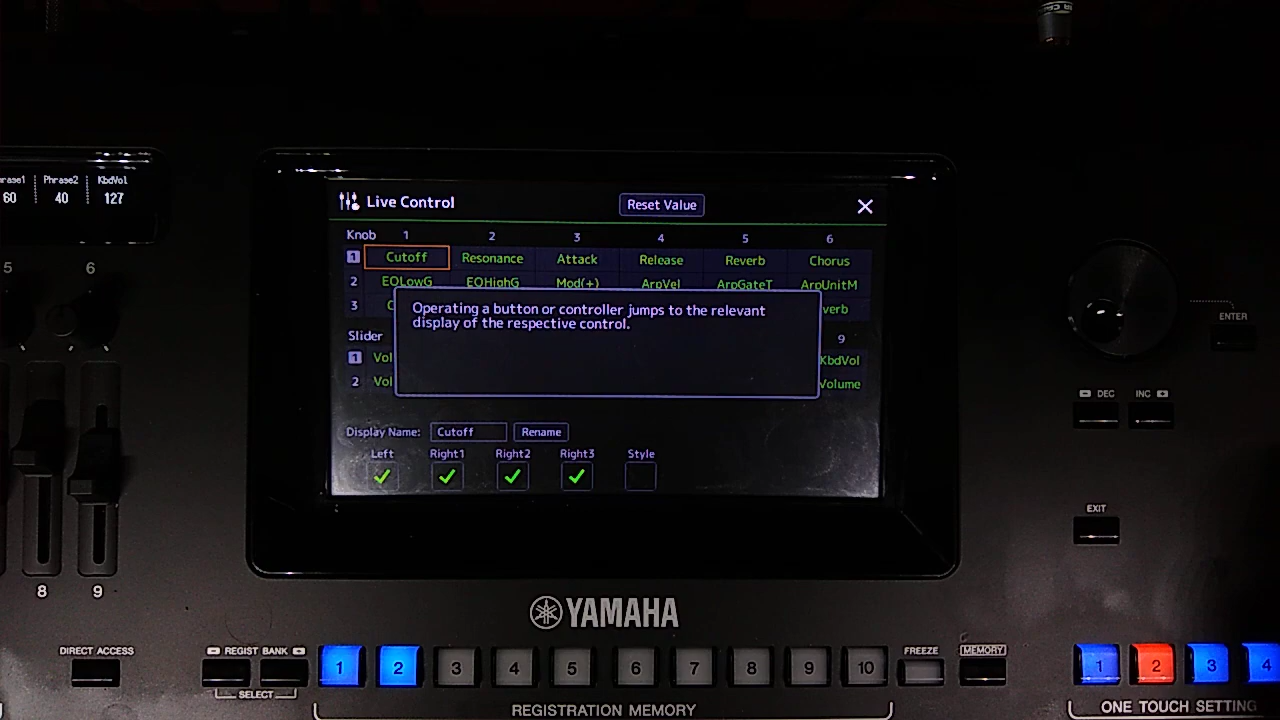 Phrase2 KbdVol
60 40 127
5 6
8 9
Live Control Reset Value
Knob 1 2 3 4 5 6
1 Cutoff Resonance Attack Release Reverb Chorus
2 EQLowG EQHighG Mod(+) ArpVel ArpGateT ArpUnitM
3
Operating a button or controller jumps to the relevant
display of the respective control.
Slider 9
1 KbdVol
2 Volume
Display Name: Cutoff Rename
Left Right1 Right2 Right3 Style
ENTER
DEC INC
EXIT
YAMAHA
DIRECT ACCESS
REGIST BANK
SELECT
1 2 3 4 5 6 7 8 9 10
FREEZE
MEMORY
REGISTRATION MEMORY
1 2 3 4
ONE TOUCH SETTING